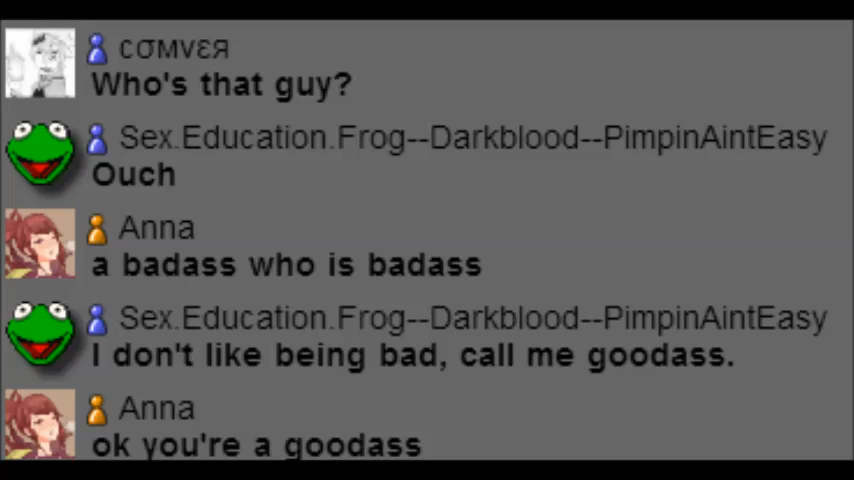 cσмvεя
Who's that guy?
Sex.Education.Frog--Darkblood--PimpinAintEasy
Ouch
Anna
a badass who is badass
Sex.Education.Frog--Darkblood--PimpinAintEasy
I don't like being bad, call me goodass.
Anna
ok you're a goodass